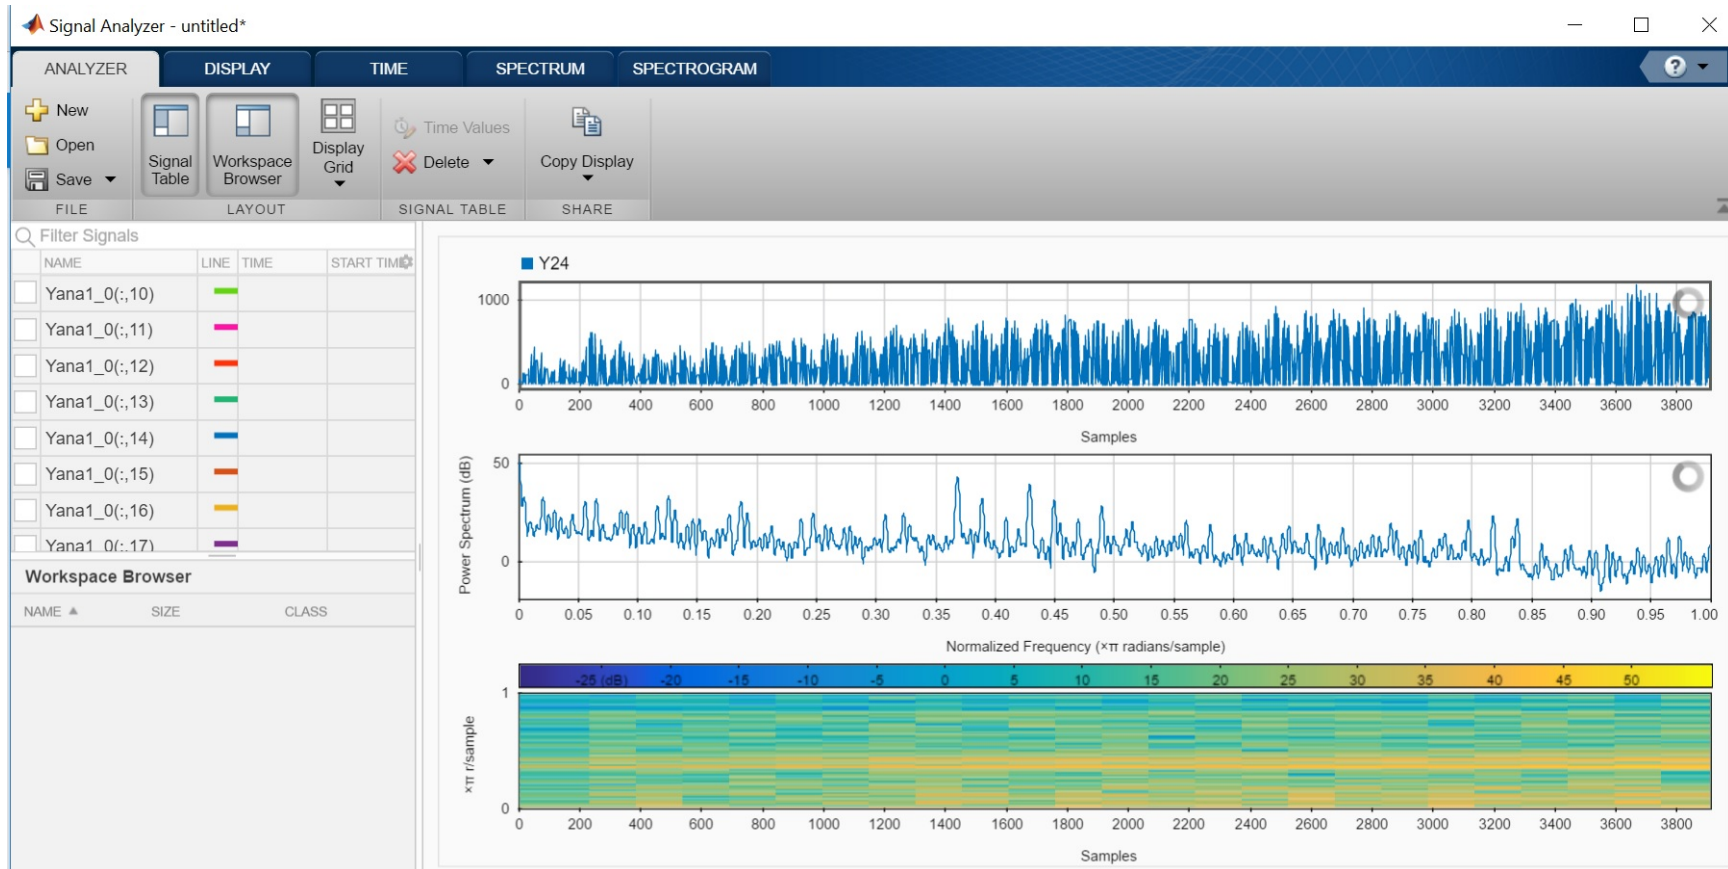 Signal Analyzer - untitled*
ANALYZER DISPLAY TIME SPECTRUM SPECTROGRAM ?
New
Open
Save
Signal Table
Workspace Browser
Display Grid
Time Values
Delete
Copy Display
FILE LAYOUT SIGNAL TABLE SHARE
Filter Signals
NAME LINE TIME START TIME
Yana1_0(:,10)
Yana1_0(:,11)
Yana1_0(:,12)
Yana1_0(:,13)
Yana1_0(:,14)
Yana1_0(:,15)
Yana1_0(:,16)
Yana1_0(:,17)
Workspace Browser
NAME SIZE CLASS
Y24
1000
0
0 200 400 600 800 1000 1200 1400 1600 1800 2000 2200 2400 2600 2800 3000 3200 3400 3600 3800
Samples
Power Spectrum (dB)
50
0
0 0.05 0.10 0.15 0.20 0.25 0.30 0.35 0.40 0.45 0.50 0.55 0.60 0.65 0.70 0.75 0.80 0.85 0.90 0.95 1.00
Normalized Frequency (×π radians/sample)
-25 (dB) -20 -15 -10 -5 0 5 10 15 20 25 30 35 40 45 50
×π r/sample
1
0
0 200 400 600 800 1000 1200 1400 1600 1800 2000 2200 2400 2600 2800 3000 3200 3400 3600 3800
Samples